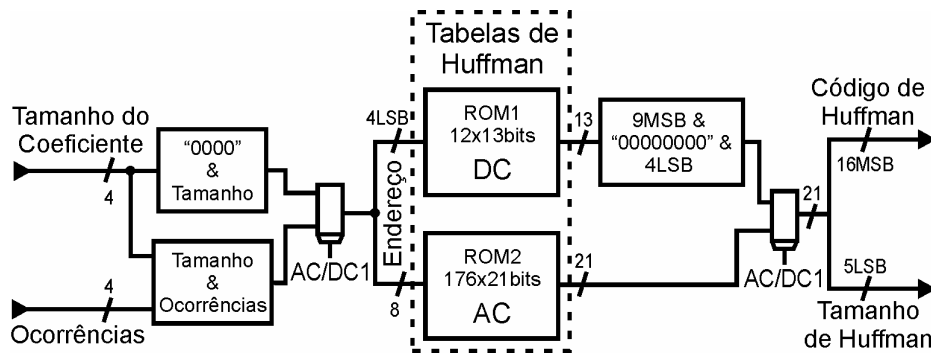 Tabelas de
Huffman
Tamanho do
Coeficiente
4
"0000"
&
Tamanho
Tamanho
&
Ocorrências
4
Ocorrências
AC/DC1
4LSB
Endereço
8
ROM1
12x13bits
DC
ROM2
176x21bits
AC
13
21
9MSB &
"00000000" &
4LSB
AC/DC1
21
Código de
Huffman
16MSB
5LSB
Tamanho
de Huffman